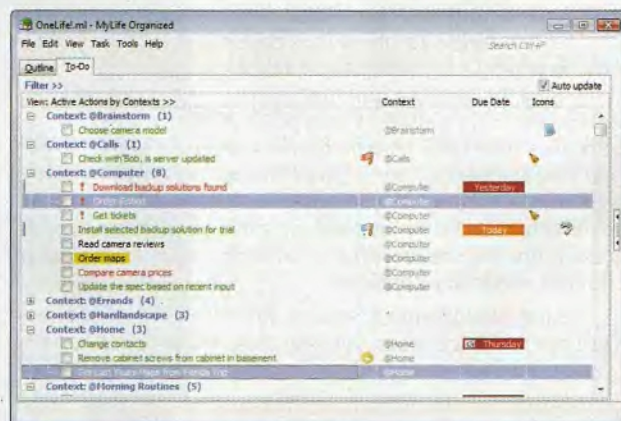 OneLife!.ml - MyLife Organized
File Edit View Task Tools Help
Search Ctrl+P
Outline To-Do
Filter >> Auto update
View: Active Actions by Contexts >> Context Due Date Icons
Context: @Brainstorm (1)
Choose camera model @Brainstorm
Context: @Calls (1)
Check with Bob, is server updated @Calls
Context: @Computer (8)
! Download backup solutions found @Computer Yesterday
! Order @Computer
! Get tickets @Computer
Install selected backup solution for trial @Computer Today
Read camera reviews @Computer
Order maps @Computer
Compare camera prices @Computer
Update the spec based on recent input @Computer
Context: @Errands (4)
Context: @Hardlandscape (3)
Context: @Home (3)
Change contacts @Home Thursday
Remove cabinet screws from cabinet in basement @Home
from Florida Trip @Home
Context: @Morning Routines (5)